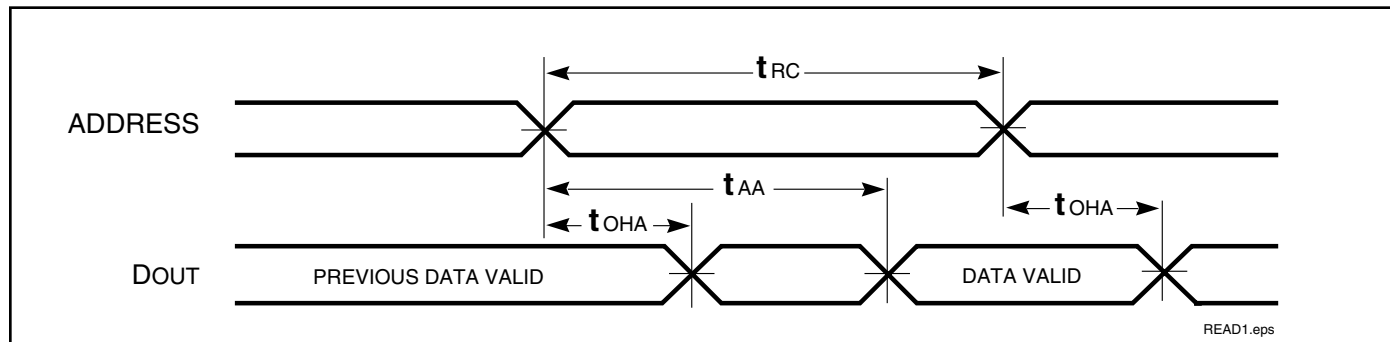 tRC
ADDRESS
tAA
tOHA
tOHA
DOUT
PREVIOUS DATA VALID
DATA VALID
READ1.eps